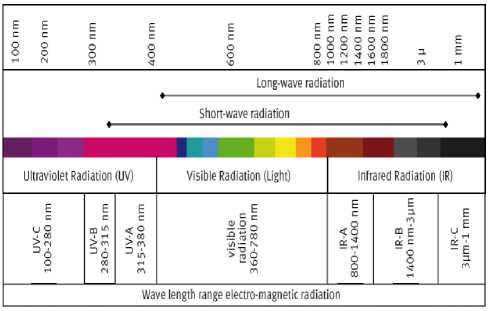 100 nm
200 nm
300 nm
400 nm
600 nm
800 nm
1000 nm
1200 nm
1400 nm
1600 nm
1800 nm
3 µ
1 mm
Long-wave radiation
Short-wave radiation
Ultraviolet Radiation (UV)
Visible Radiation (Light)
Infrared Radiation (IR)
UV-C
100-280 nm
UV-B
280-315 nm
UV-A
315-380 nm
visible
radiation
360-780 nm
IR-A
800-1400 nm
IR-B
1400 nm-3µm
IR-C
3µm-1 mm
Wave length range electro-magnetic radiation